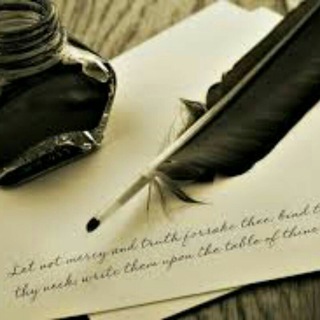 Let not mercy and truth forsake thee: bind t
thy neck; write them upon the table of thine